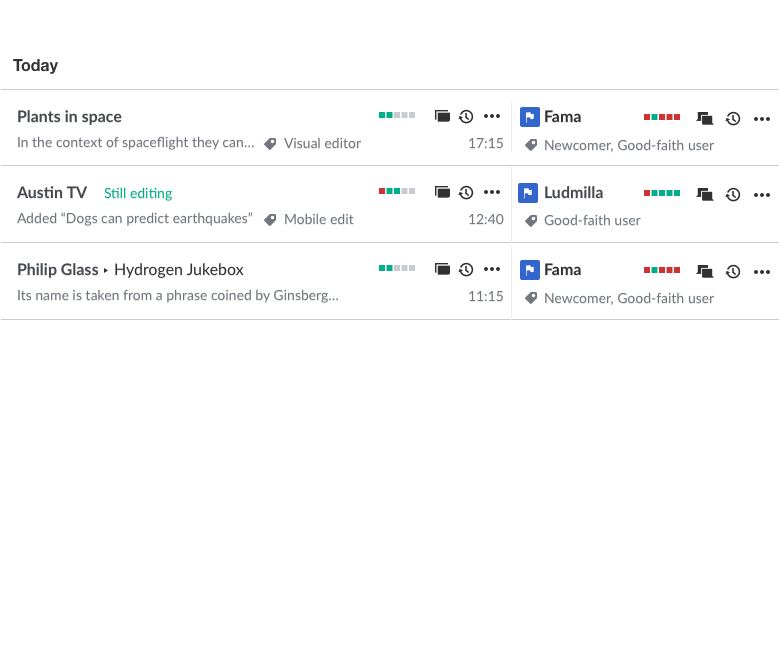 Today
Plants in space
Fama
In the context of spaceflight they can... Visual editor 17:15
Newcomer, Good-faith user
Austin TV Still editing
Ludmilla
Added “Dogs can predict earthquakes” Mobile edit 12:40
Good-faith user
Philip Glass ‣ Hydrogen Jukebox
Fama
Its name is taken from a phrase coined by Ginsberg... 11:15
Newcomer, Good-faith user